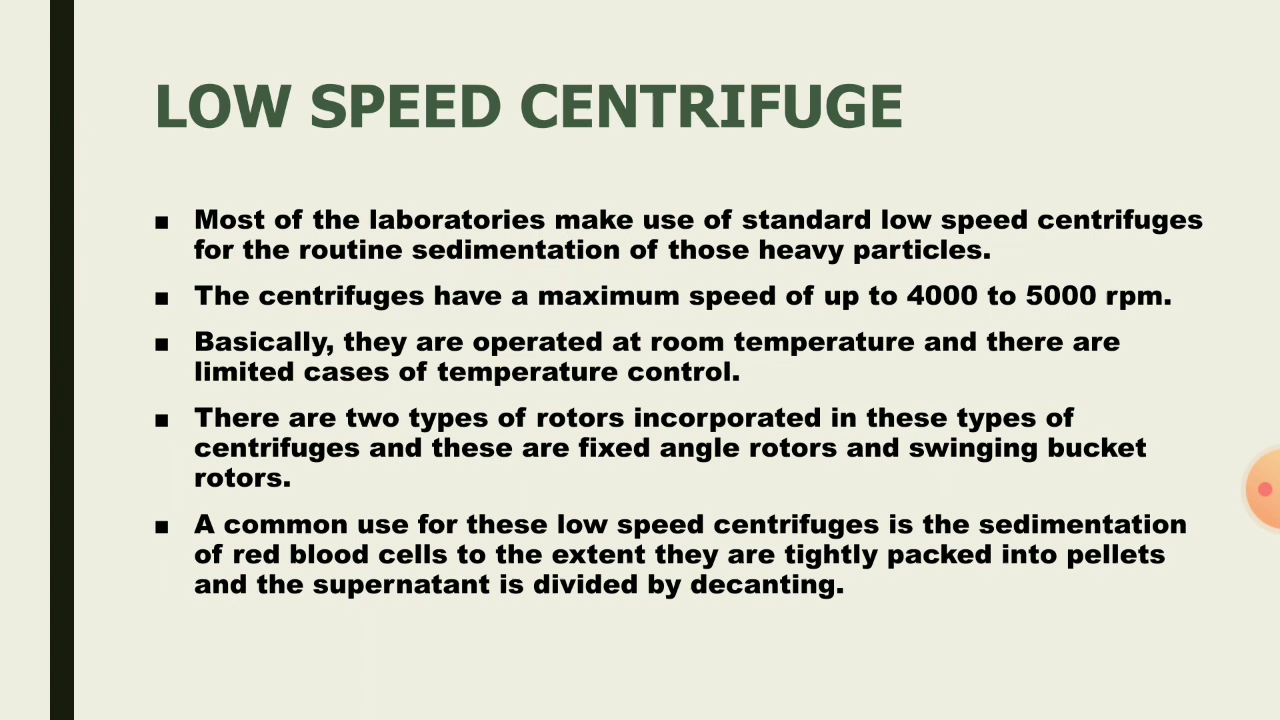 LOW SPEED CENTRIFUGE
■ Most of the laboratories make use of standard low speed centrifuges
for the routine sedimentation of those heavy particles.
■ The centrifuges have a maximum speed of up to 4000 to 5000 rpm.
■ Basically, they are operated at room temperature and there are
limited cases of temperature control.
■ There are two types of rotors incorporated in these types of
centrifuges and these are fixed angle rotors and swinging bucket
rotors.
■ A common use for these low speed centrifuges is the sedimentation
of red blood cells to the extent they are tightly packed into pellets
and the supernatant is divided by decanting.